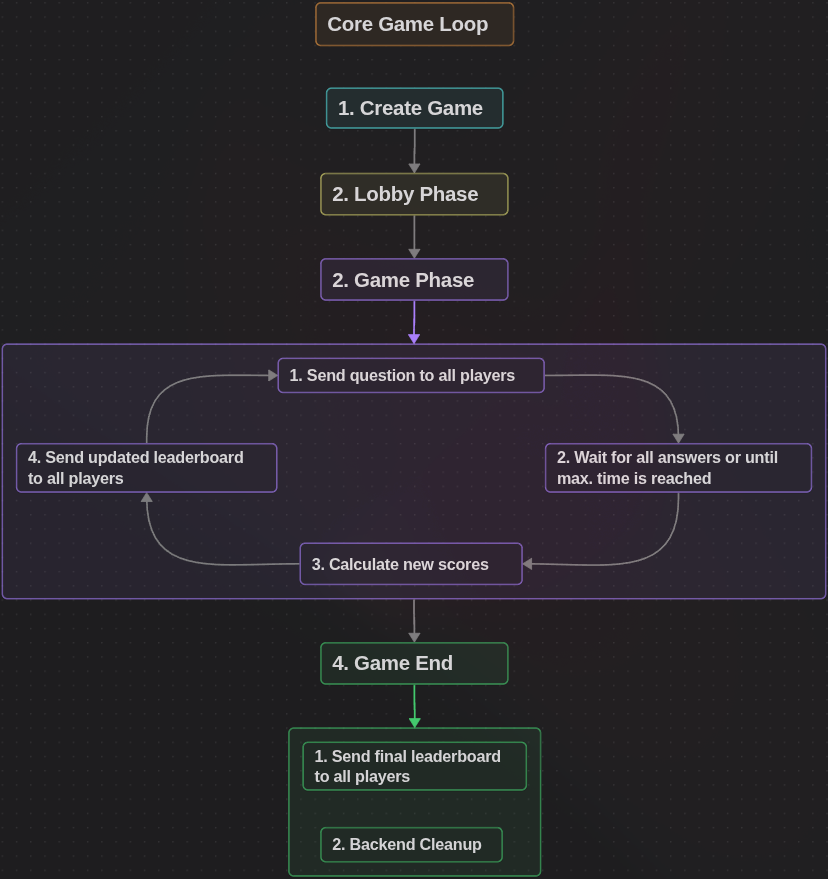 Core Game Loop
1. Create Game
2. Lobby Phase
2. Game Phase
1. Send question to all players
4. Send updated leaderboard
to all players
2. Wait for all answers or until
max. time is reached
3. Calculate new scores
4. Game End
1. Send final leaderboard
to all players
2. Backend Cleanup